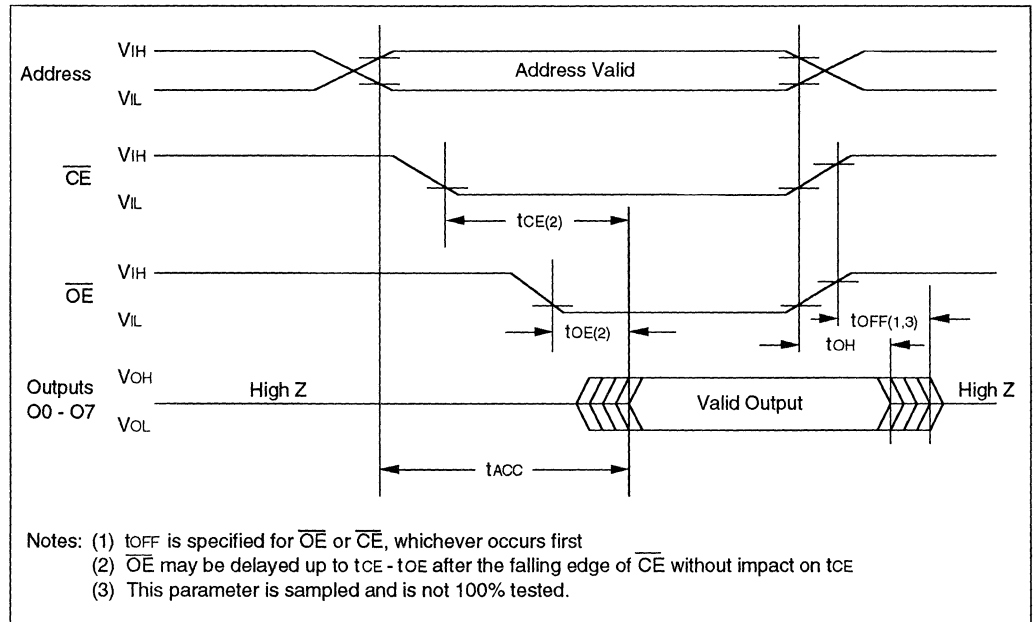 VIH
Address
Address Valid
VIL
VIH
CE
VIL
tCE(2)
VIH
OE
VIL
tOE(2)
tOFF(1,3)
tOH
VOH
Outputs
O0 - O7
High Z
Valid Output
High Z
VOL
tACC
Notes: (1) tOFF is specified for OE or CE, whichever occurs first
(2) OE may be delayed up to tCE - tOE after the falling edge of CE without impact on tCE
(3) This parameter is sampled and is not 100% tested.